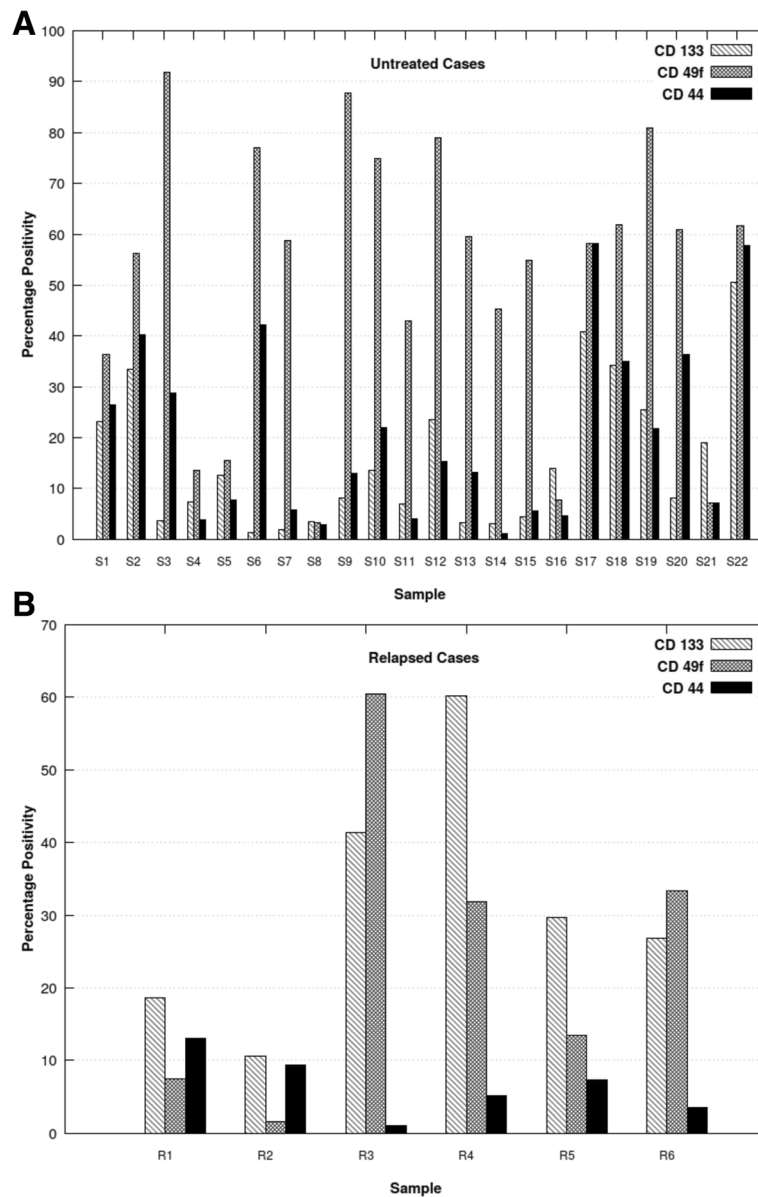 A
100
Untreated Cases
CD 133
CD 49f
CD 44
90
80
70
60
50
40
30
20
10
0
Percentage Positivity
S1 S2 S3 S4 S5 S6 S7 S8 S9 S10 S11 S12 S13 S14 S15 S16 S17 S18 S19 S20 S21 S22
Sample
B
70
Relapsed Cases
CD 133
CD 49f
CD 44
60
50
40
30
20
10
0
Percentage Positivity
R1 R2 R3 R4 R5 R6
Sample